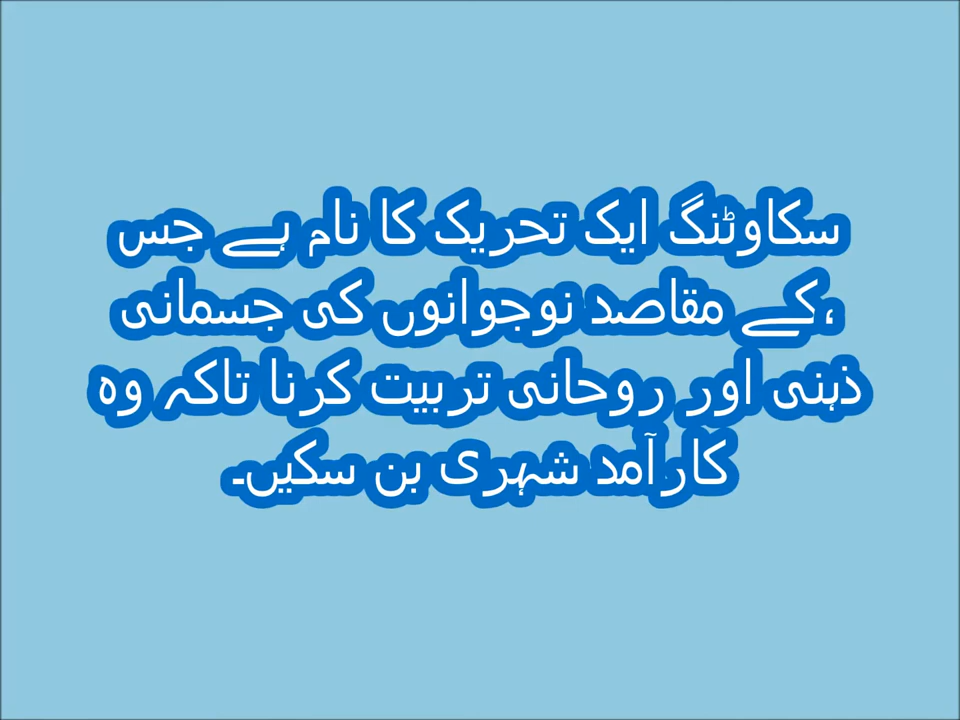 سکاوٹنگ ایک تحریک کا نام ہے جس
،کے مقاصد نوجوانوں کی جسمانی
ذہنی اور روحانی تربیت کرنا تاکہ وہ
کارآمد شہری بن سکیں۔